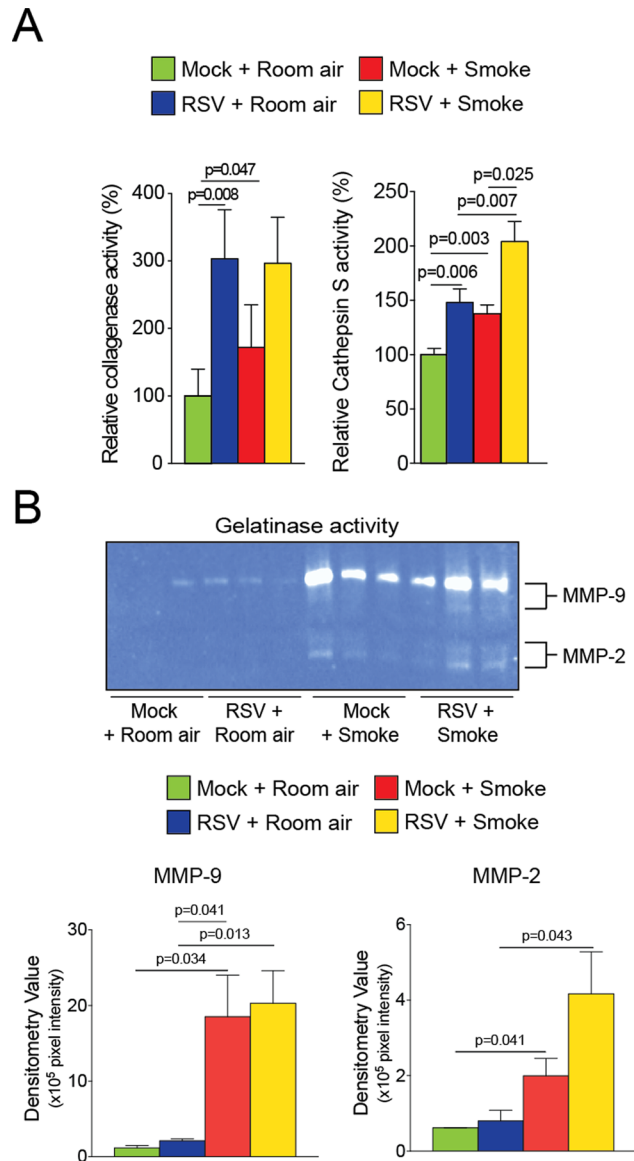 A
Mock + Room air
Mock + Smoke
RSV + Room air
RSV + Smoke
Relative collagenase activity (%)
400
300
200
100
0
p=0.047
p=0.008
Relative Cathepsin S activity (%)
250
200
150
100
50
0
p=0.025
p=0.007
p=0.003
p=0.006
B
Gelatinase activity
MMP-9
MMP-2
Mock
+ Room air
RSV +
Room air
Mock
+ Smoke
RSV +
Smoke
Mock + Room air
Mock + Smoke
RSV + Room air
RSV + Smoke
MMP-9
Densitometry Value
(x10⁵ pixel intensity)
30
20
10
0
p=0.041
p=0.013
p=0.034
MMP-2
Densitometry Value
(x10⁵ pixel intensity)
6
4
2
0
p=0.043
p=0.041